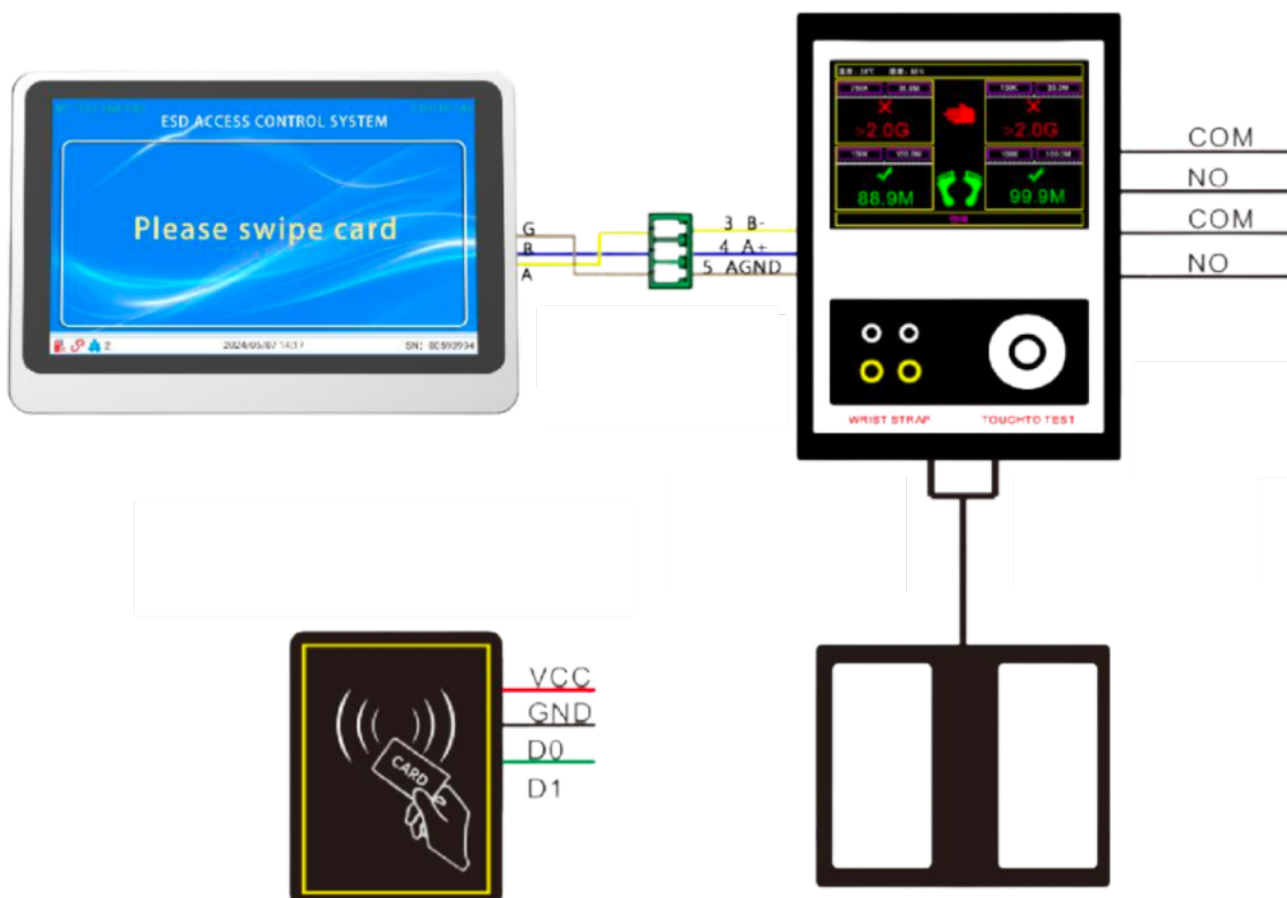 ESD ACCESS CONTROL SYSTEM
Please swipe card
2
2024/05/07 14:17
SN: 00593994
G
B
A
3 B-
4 A+
5 AGND
>2.0G
>2.0G
88.9M
99.9M
WRIST STRAP
TOUCHTO TEST
COM
NO
COM
NO
VCC
GND
D0
D1
CARD